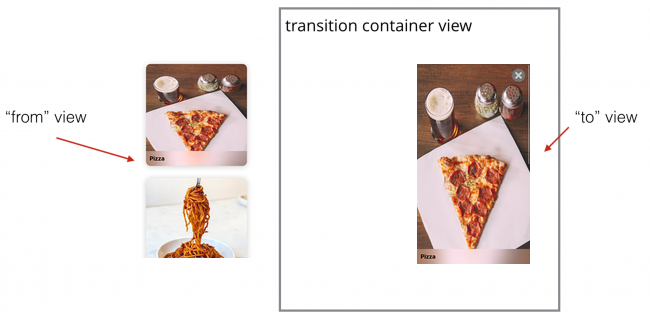 transition container view
“from” view
“to” view
Pizza
Pizza